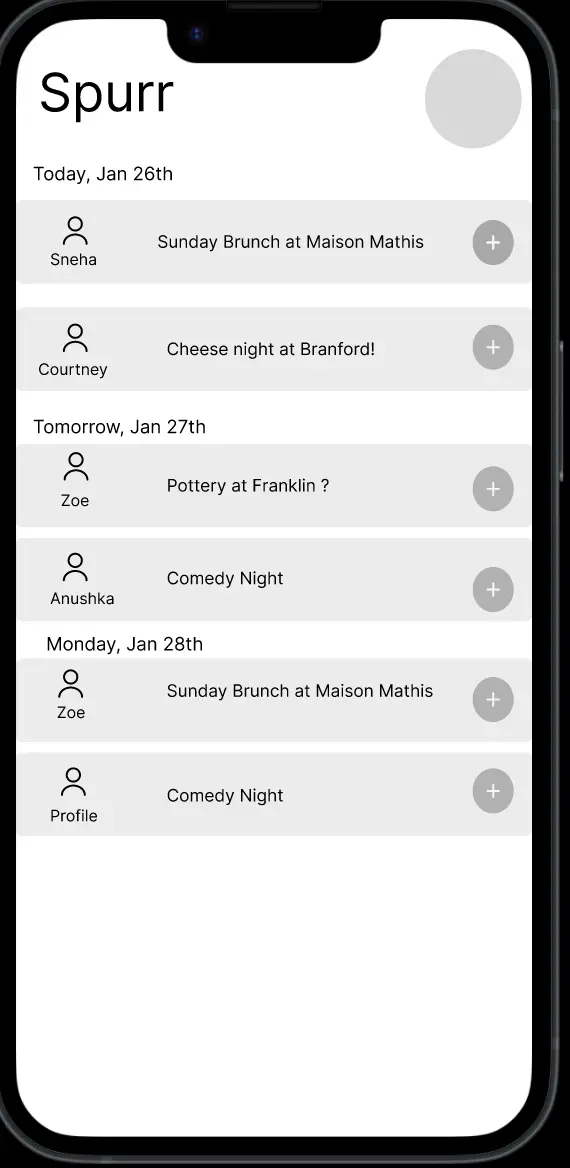 Spurr
Today, Jan 26th
Sunday Brunch at Maison Mathis
+
Sneha
Cheese night at Branford!
+
Courtney
Tomorrow, Jan 27th
Pottery at Franklin ?
+
Zoe
Comedy Night
+
Anushka
Monday, Jan 28th
Sunday Brunch at Maison Mathis
+
Zoe
Comedy Night
+
Profile